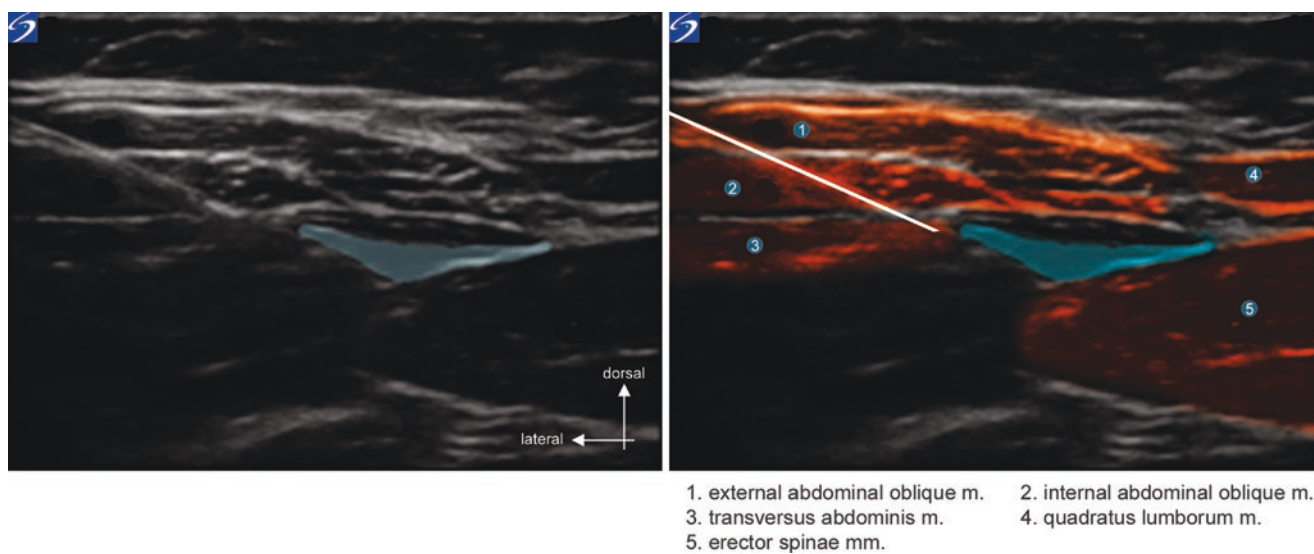 dorsal
lateral
1
2
3
4
5
1. external abdominal oblique m. 2. internal abdominal oblique m.
3. transversus abdominis m. 4. quadratus lumborum m.
5. erector spinae mm.